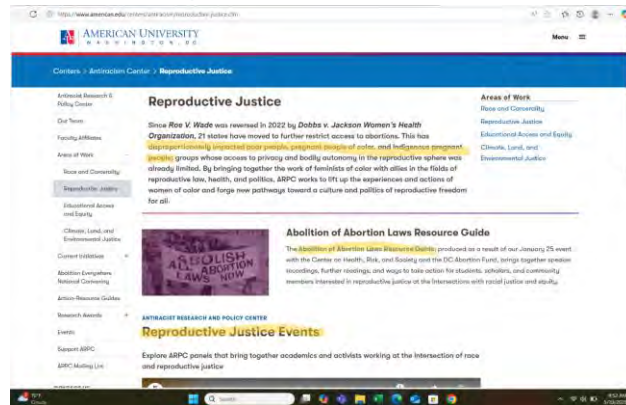 https://www.american.edu/centers/antiracism/reproductive-justice.cfm
AMERICAN UNIVERSITY
WASHINGTON, DC
Menu
Centers > Antiracism Center > Reproductive Justice
Antiracist Research &
Policy Center
Our Team
Faculty Affiliates
Areas of Work
Race and Carcerality
Reproductive Justice
Educational Access
and Equity
Climate, Land, and
Environmental Justice
Current Initiatives +
Abolition Everywhere
National Convening
Action Resource Guides
Research Awards +
Events
Support ARPC
ARPC Mailing List
Reproductive Justice
Since Roe V. Wade was reversed in 2022 by Dobbs v. Jackson Women's Health
Organization, 21 states have moved to further restrict access to abortions. This has
disproportionately impacted poor people, pregnant people of color, and Indigenous pregnant
people; groups whose access to privacy and bodily autonomy in the reproductive sphere was
already limited. By bringing together the work of feminists of color with allies in the fields of
reproductive law, health, and politics, ARPC works to lift up the experiences and actions of
women of color and forge new pathways toward a culture and politics of reproductive freedom
for all.
Areas of Work
Race and Carcerality
Reproductive Justice
Educational Access and Equity
Climate, Land, and
Environmental Justice
ABOLISH
ALL ABORTION
LAWS NOW
Abolition of Abortion Laws Resource Guide
The Abolition of Abortion Laws Resource Guide, produced as a result of our January 25 event
with the Center on Health, Risk, and Society and the DC Abortion Fund, brings together speaker
recordings, further readings, and ways to take action for students, scholars, and community
members interested in reproductive justice at the intersections with racial justice and equity.
ANTIRACIST RESEARCH AND POLICY CENTER
Reproductive Justice Events
Explore ARPC panels that bring together academics and activists working at the intersection of race
and reproductive justice
Search